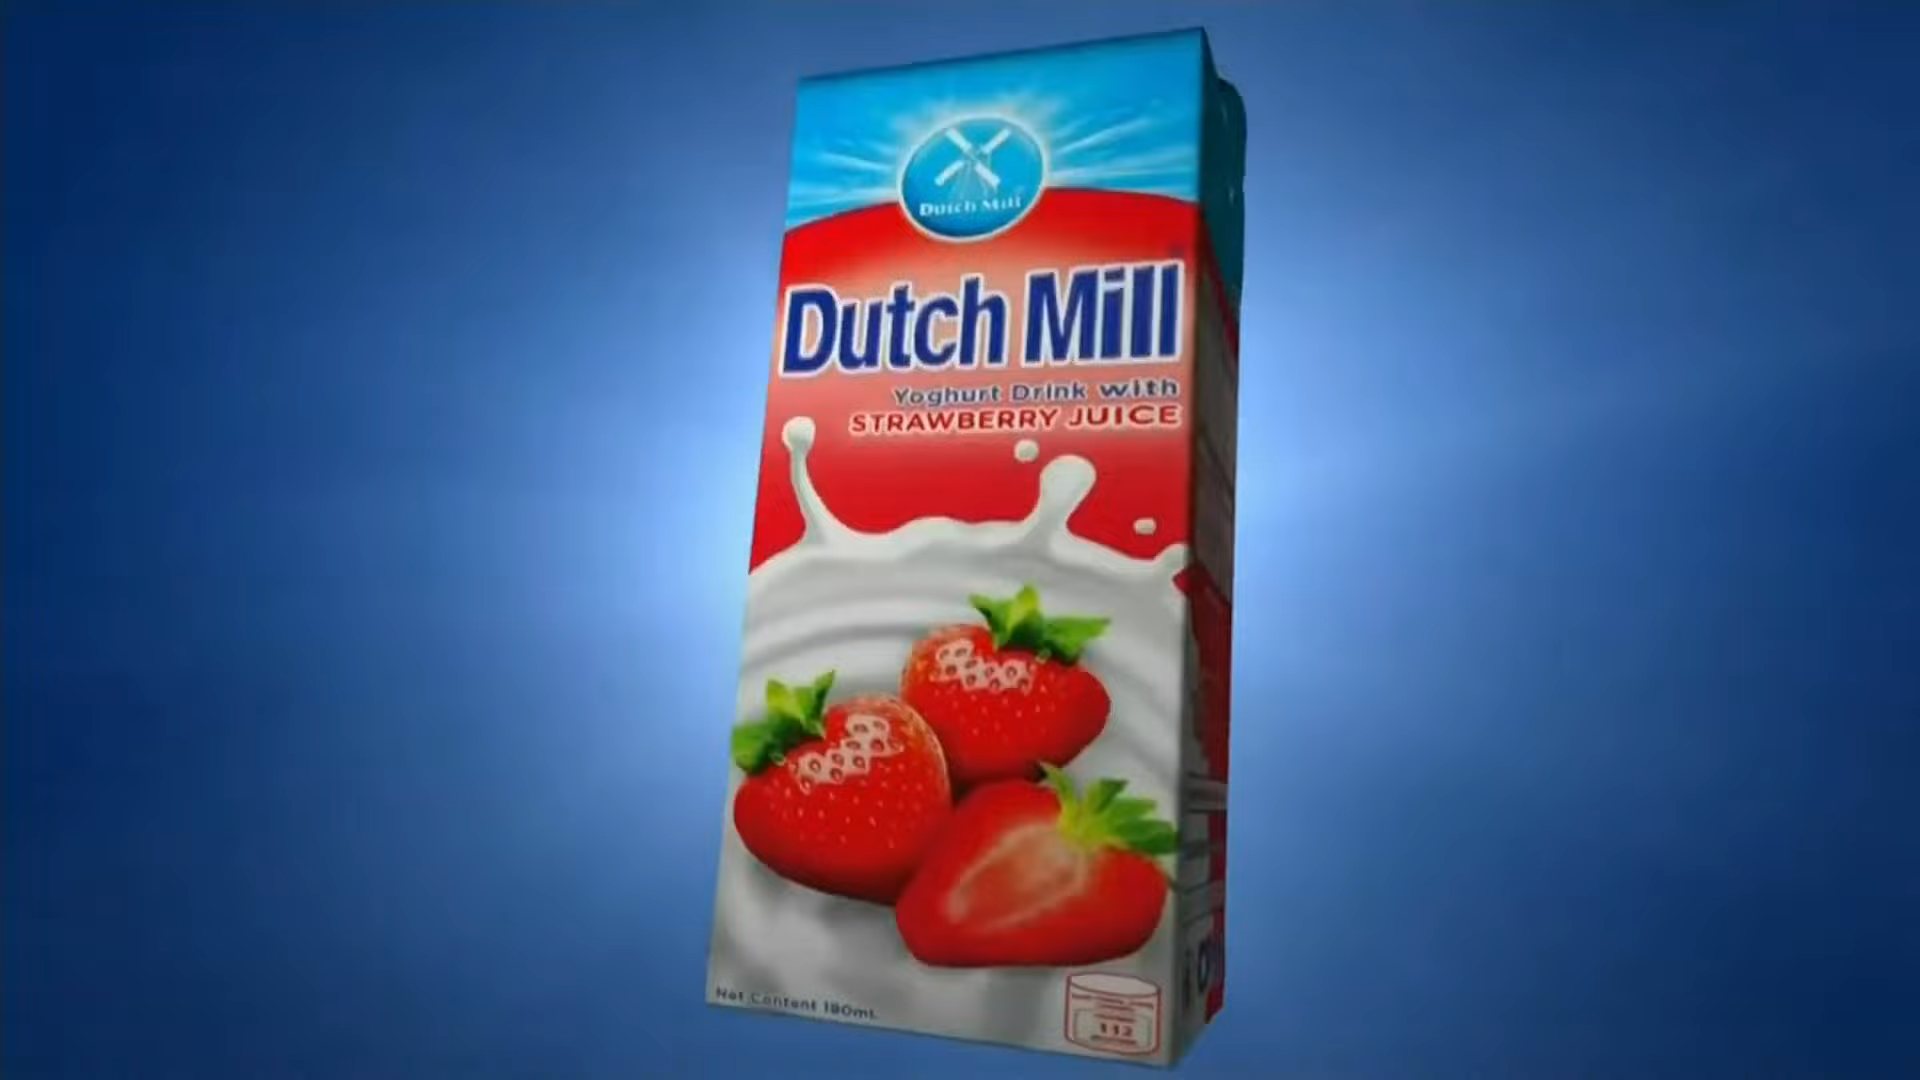 Dutch Mill
Dutch Mill
Yoghurt Drink with
STRAWBERRY JUICE
Net Content 180ml.
112